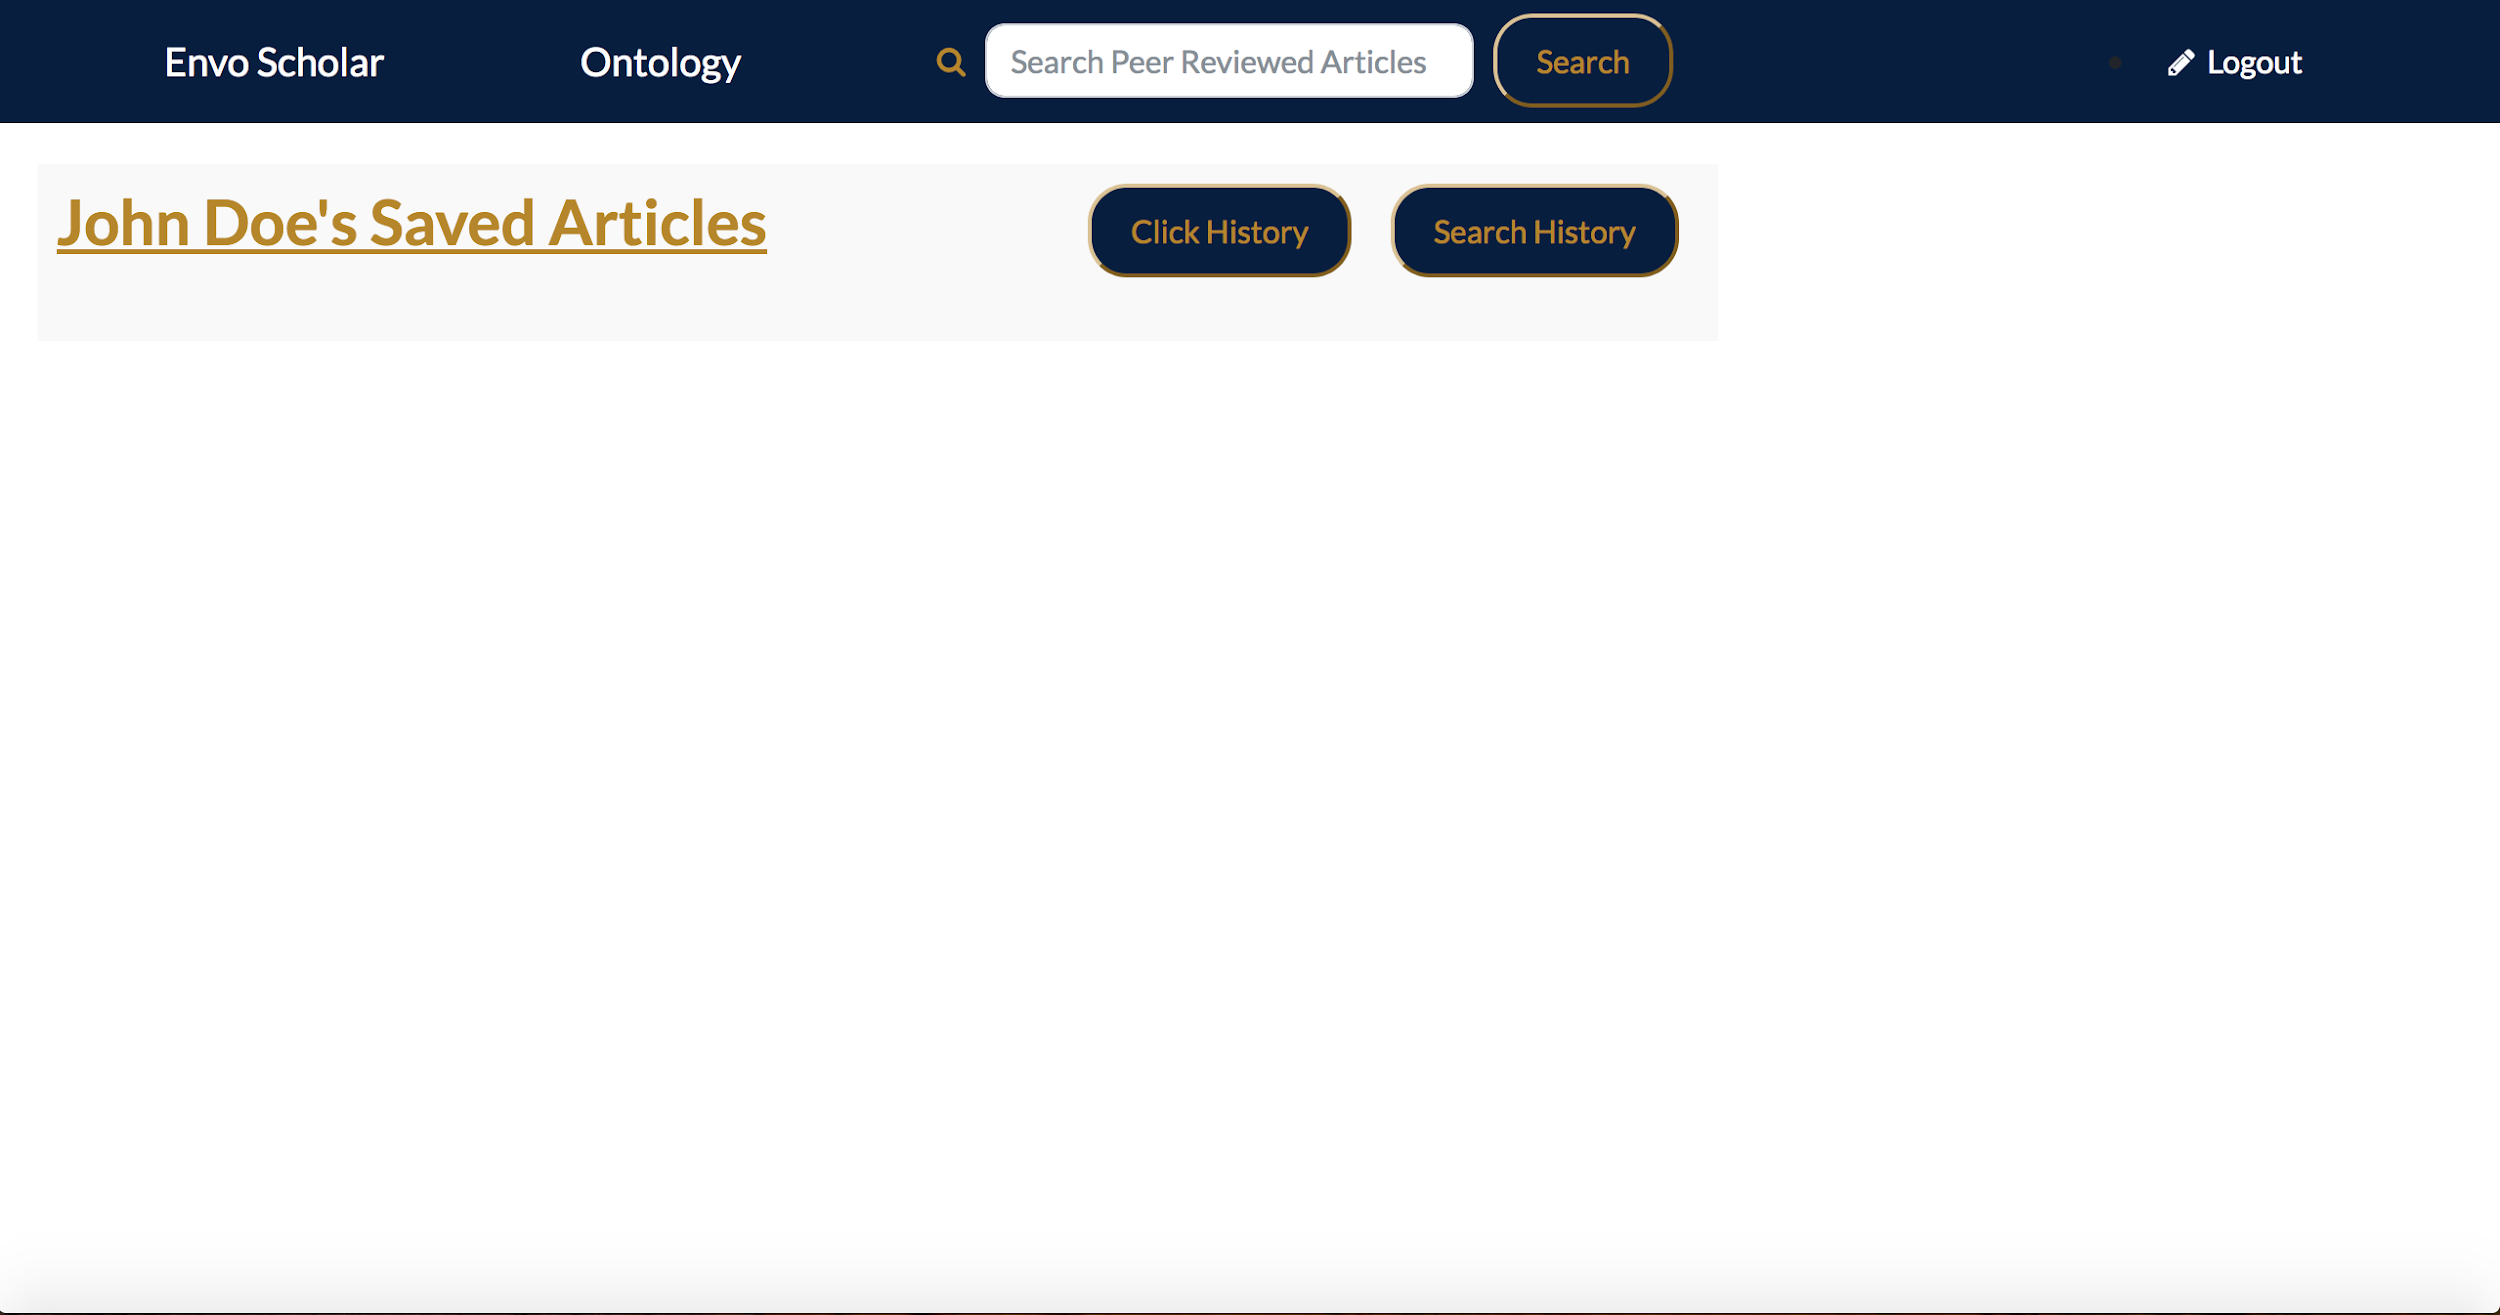 Envo Scholar Ontology Search Peer Reviewed Articles Search Logout
John Doe's Saved Articles Click History Search History